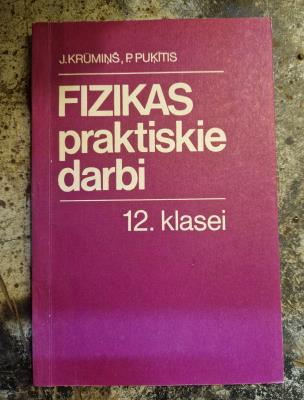 J. KRŪMIŅŠ, P. PUĶĪTIS
FIZIKAS
praktiskie
darbi
12. klasei